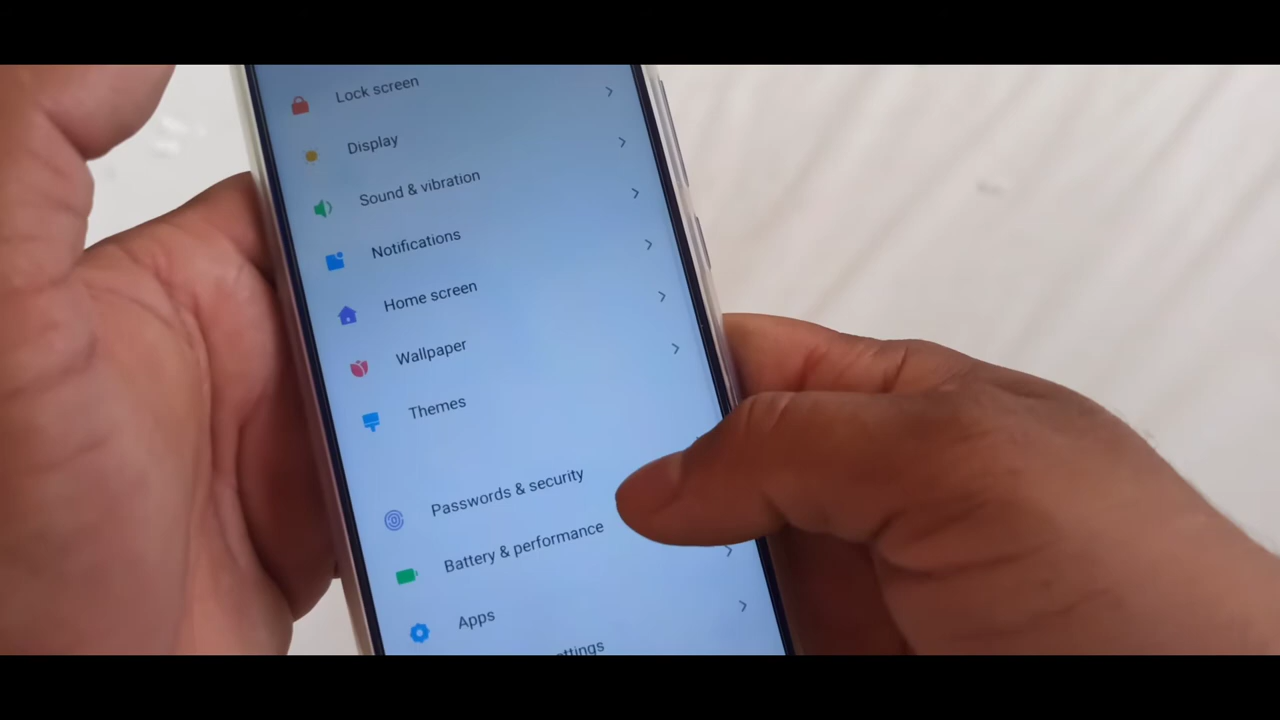 Lock screen
Display
Sound & vibration
Notifications
Home screen
Wallpaper
Themes
Passwords & security
Battery & performance
Apps